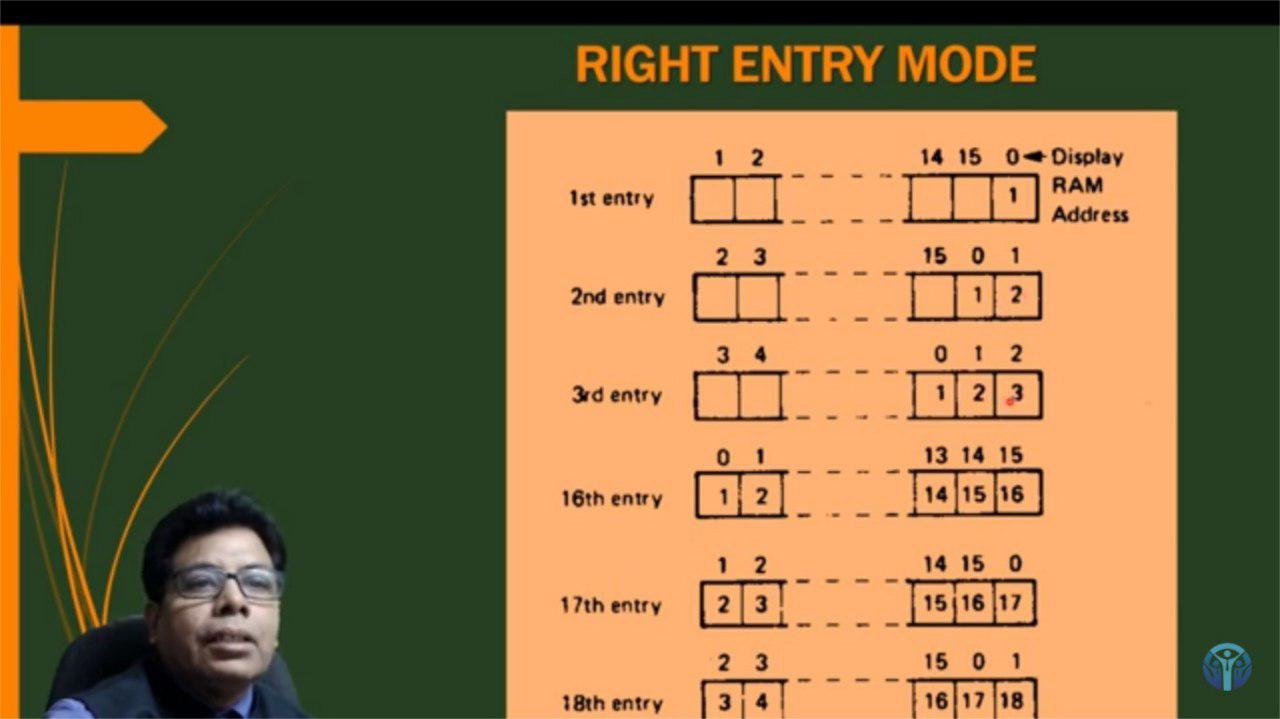 RIGHT ENTRY MODE
1 2 14 15 0 Display
1st entry 1 RAM
Address
2 3 15 0 1
2nd entry 1 2
3 4 0 1 2
3rd entry 1 2 3
0 1 13 14 15
16th entry 1 2 14 15 16
1 2 14 15 0
17th entry 2 3 15 16 17
2 3 15 0 1
18th entry 3 4 16 17 18